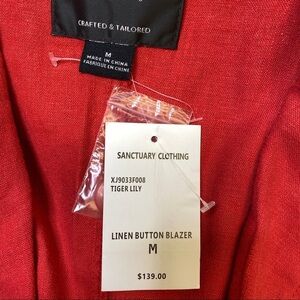 CRAFTED & TAILORED
M
MADE IN CHINA
FABRIQUÉ EN CHINE
SANCTUARY CLOTHING
XJ9033F008
TIGER LILY
LINEN BUTTON BLAZER
M
$139.00